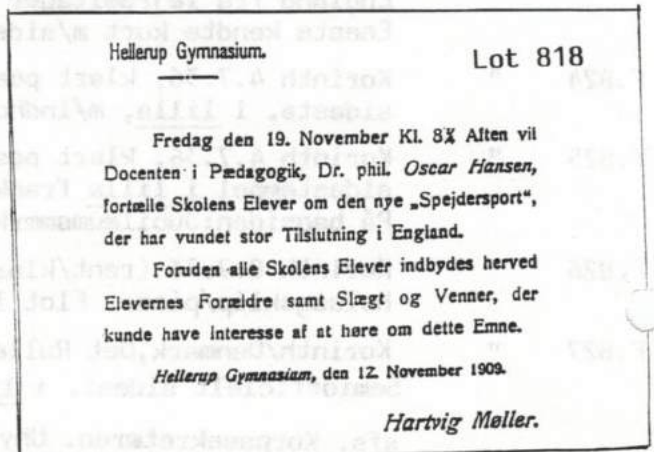 Hellerup Gymnasium.
Lot 818
Fredag den 19. November Kl. 8¾ Aften vil
Docenten i Pædagogik, Dr. phil. Oscar Hansen,
fortælle Skolens Elever om den nye „Spejdersport“,
der har vundet stor Tilslutning i England.
Foruden alle Skolens Elever indbydes herved
Elevernes Forældre samt Slægt og Venner, der
kunde have interesse af at høre om dette Emne.
Hellerup Gymnasium, den 12. November 1909.
Hartvig Møller.